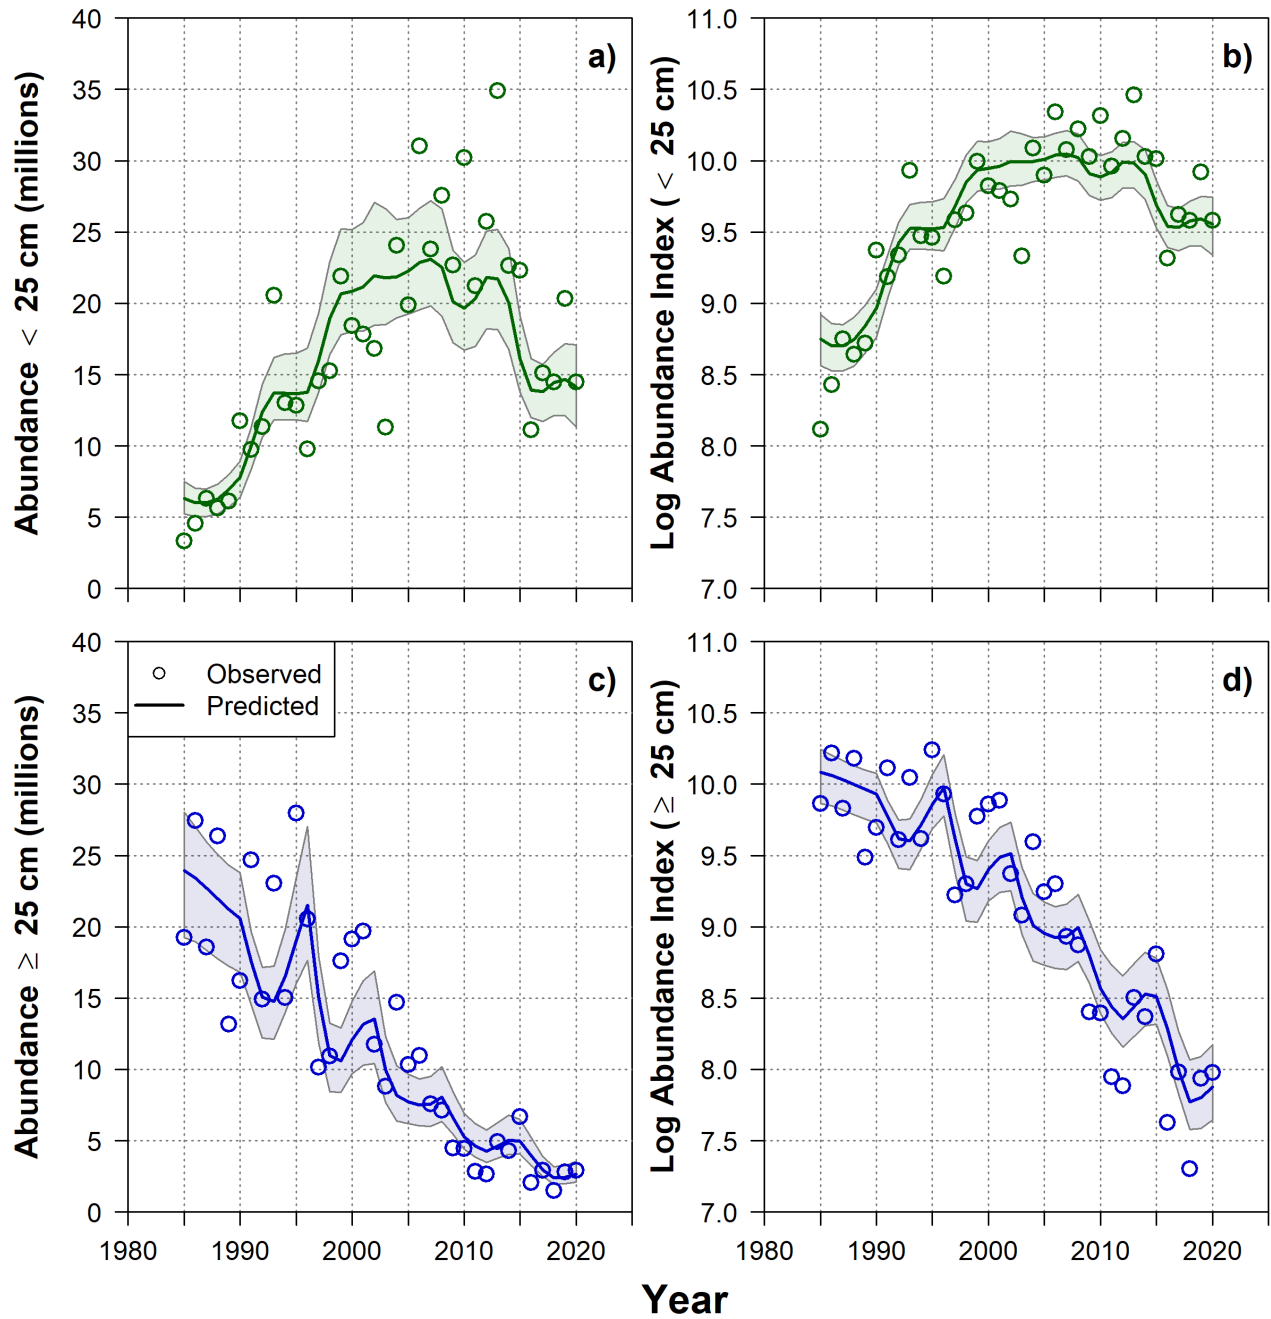 a)
Abundance < 25 cm (millions)
40
35
30
25
20
15
10
5
0
b)
Log Abundance Index (< 25 cm)
11.0
10.5
10.0
9.5
9.0
8.5
8.0
7.5
7.0
c)
Observed
Predicted
Abundance ≥ 25 cm (millions)
40
35
30
25
20
15
10
5
0
1980 1990 2000 2010 2020
d)
Log Abundance Index (≥ 25 cm)
11.0
10.5
10.0
9.5
9.0
8.5
8.0
7.5
7.0
1980 1990 2000 2010 2020
Year